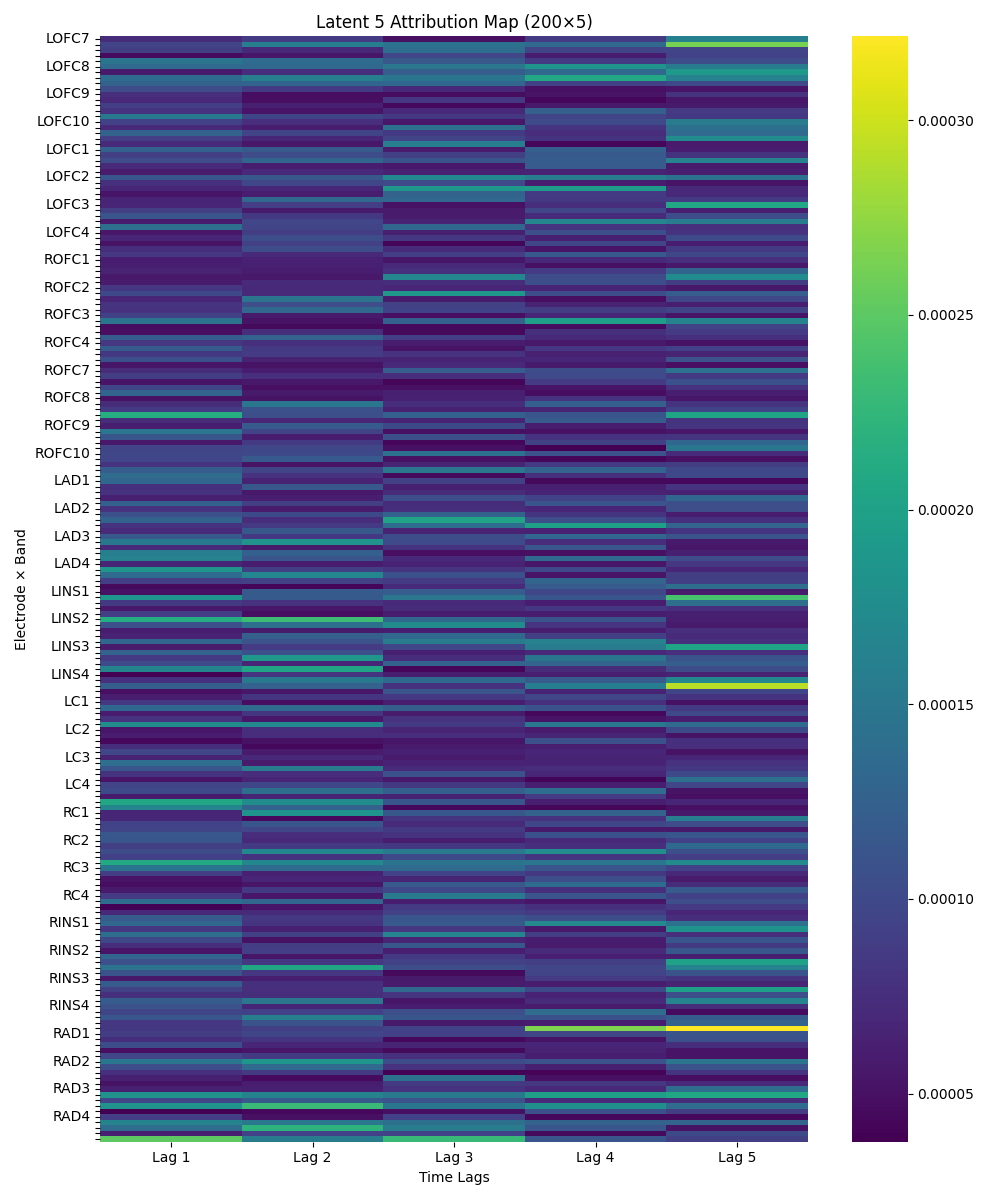 Latent 5 Attribution Map (200×5)
LOFC7
LOFC8
LOFC9
LOFC10
LOFC1
LOFC2
LOFC3
LOFC4
ROFC1
ROFC2
ROFC3
ROFC4
ROFC7
ROFC8
ROFC9
ROFC10
LAD1
LAD2
LAD3
LAD4
LINS1
LINS2
LINS3
LINS4
LC1
LC2
LC3
LC4
RC1
RC2
RC3
RC4
RINS1
RINS2
RINS3
RINS4
RAD1
RAD2
RAD3
RAD4
Electrode × Band
Lag 1
Lag 2
Lag 3
Lag 4
Lag 5
Time Lags
0.00030
0.00025
0.00020
0.00015
0.00010
0.00005